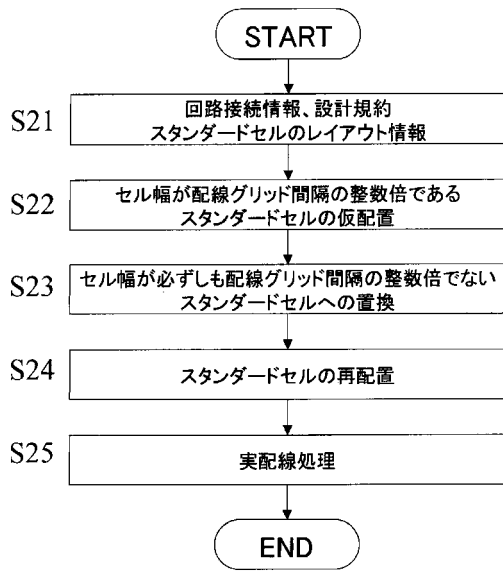 START
S21
回路接続情報、設計規約
スタンダードセルのレイアウト情報
S22
セル幅が配線グリッド間隔の整数倍である
スタンダードセルの仮配置
S23
セル幅が必ずしも配線グリッド間隔の整数倍でない
スタンダードセルへの置換
S24
スタンダードセルの再配置
S25
実配線処理
END